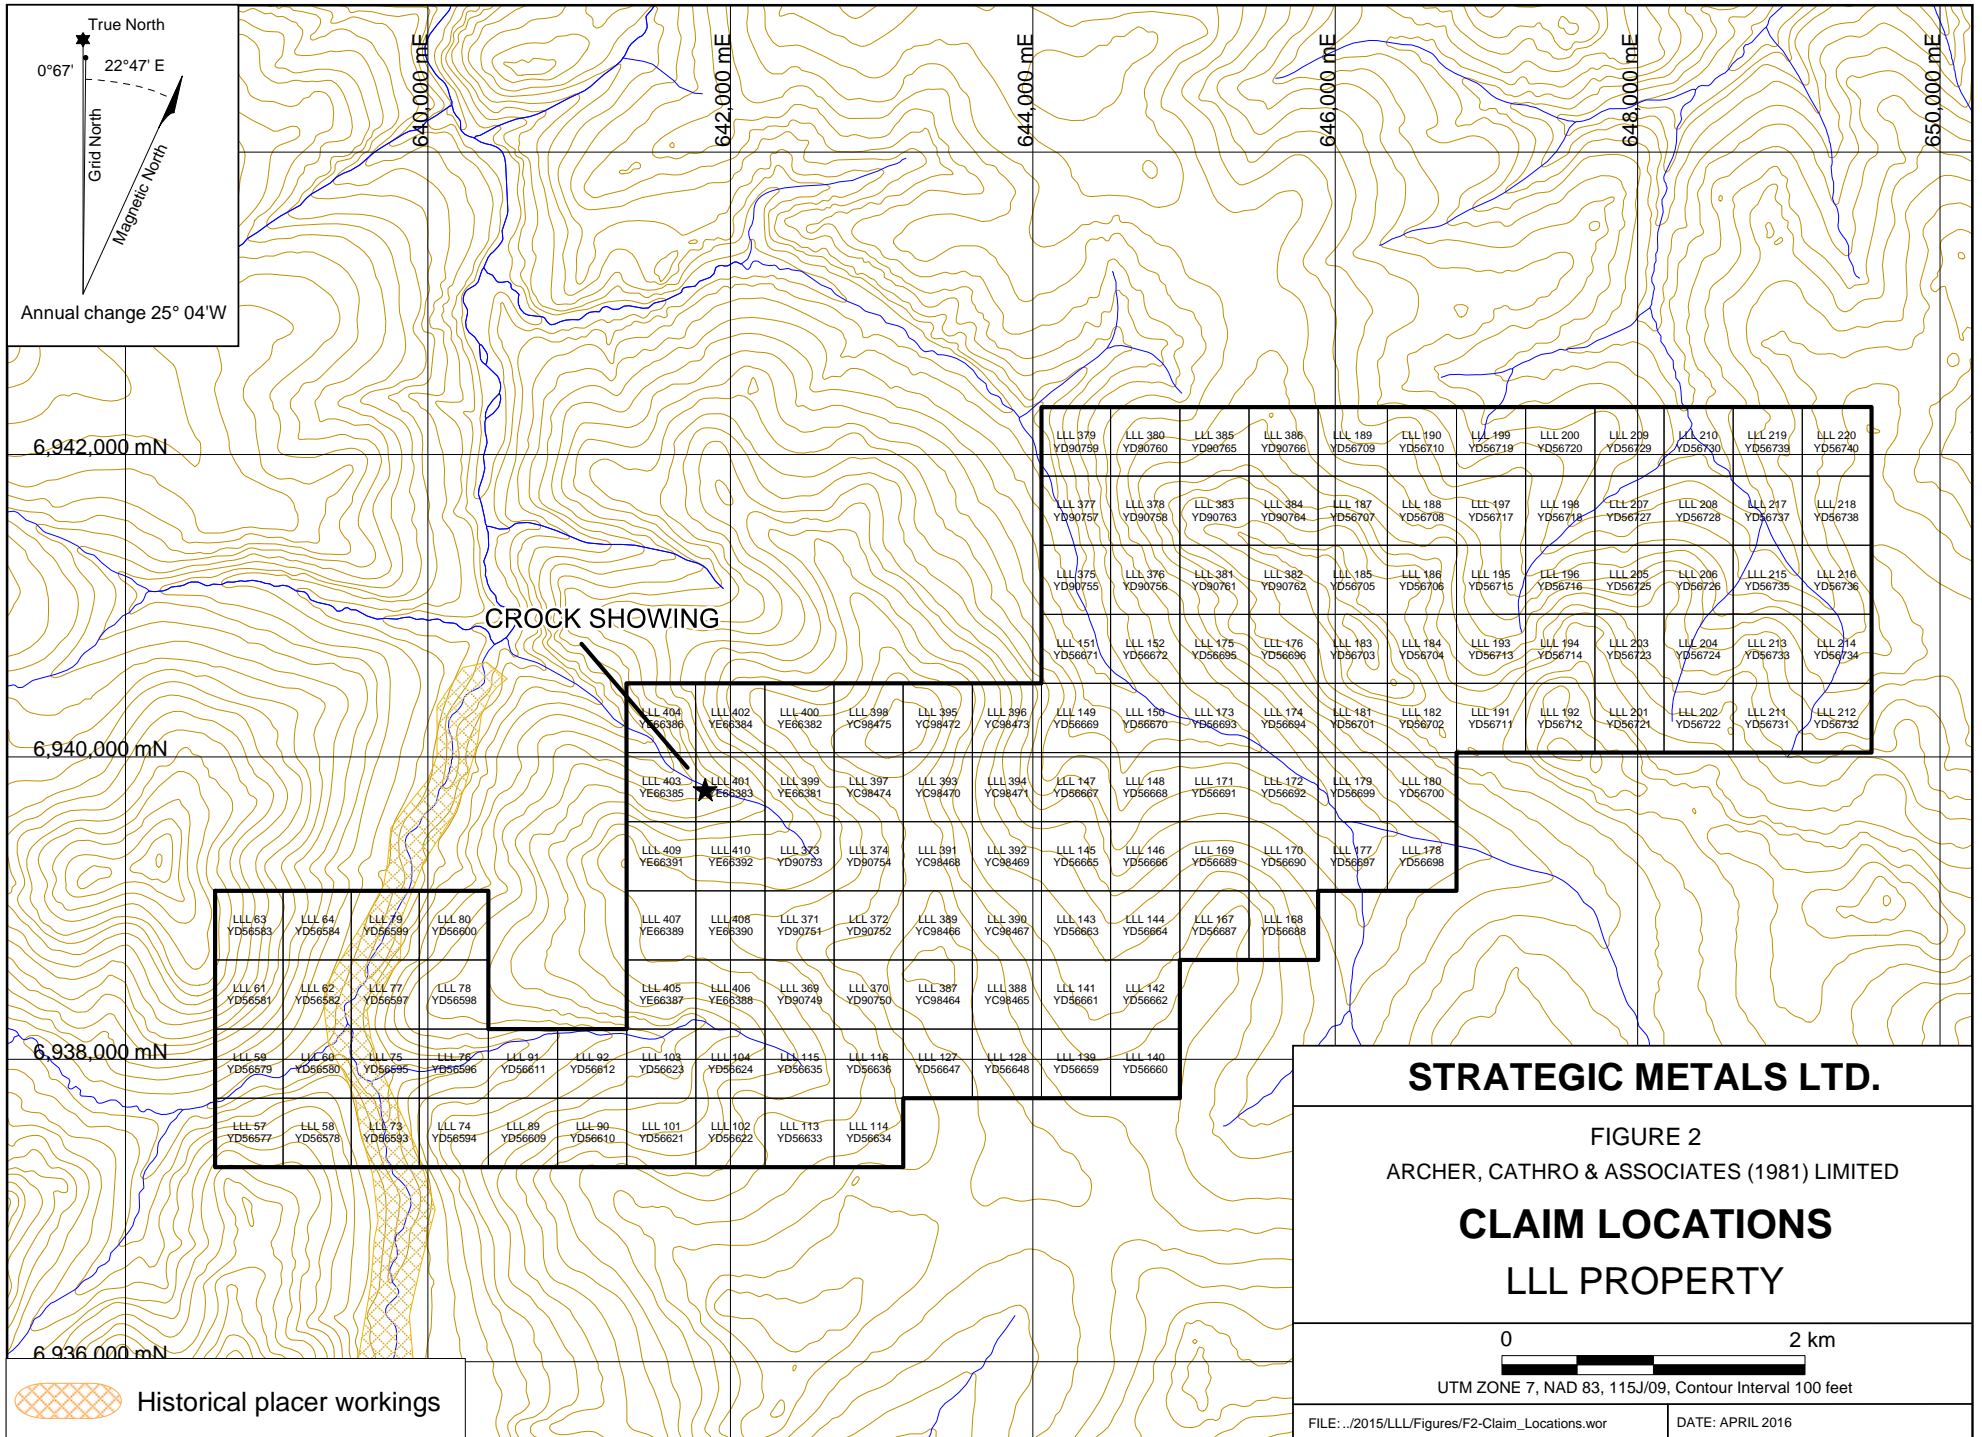 True North
0°67'
22°47' E
Grid North
Magnetic North
Annual change 25° 04'W
640,000 mE
642,000 mE
644,000 mE
646,000 mE
648,000 mE
650,000 mE
6,942,000 mN
6,940,000 mN
6,938,000 mN
6,936,000 mN
CROCK SHOWING
LLL 379 LLL 380 LLL 385 LLL 386 LLL 189 LLL 190 LLL 199 LLL 200 LLL 209 LLL 210 LLL 219 LLL 220
YD90759 YD90760 YD90765 YD90766 YD56709 YD56710 YD56719 YD56720 YD56729 YD56730 YD56739 YD56740
LLL 377 LLL 378 LLL 383 LLL 384 LLL 187 LLL 188 LLL 197 LLL 198 LLL 207 LLL 208 LLL 217 LLL 218
YD90757 YD90758 YD90763 YD90764 YD56707 YD56708 YD56717 YD56718 YD56727 YD56728 YD56737 YD56738
LLL 375 LLL 376 LLL 381 LLL 382 LLL 185 LLL 186 LLL 195 LLL 196 LLL 205 LLL 206 LLL 215 LLL 216
YD90755 YD90756 YD90761 YD90762 YD56705 YD56706 YD56715 YD56716 YD56725 YD56726 YD56735 YD56736
LLL 151 LLL 152 LLL 175 LLL 176 LLL 183 LLL 184 LLL 193 LLL 194 LLL 203 LLL 204 LLL 213 LLL 214
YD56671 YD56672 YD56695 YD56696 YD56703 YD56704 YD56713 YD56714 YD56723 YD56724 YD56733 YD56734
LLL 404 LLL 402 LLL 400 LLL 398 LLL 395 LLL 396 LLL 149 LLL 150 LLL 173 LLL 174 LLL 181 LLL 182 LLL 191 LLL 192 LLL 201 LLL 202 LLL 211 LLL 212
YE66386 YE66384 YE66382 YC98475 YC98472 YC98473 YD56669 YD56670 YD56693 YD56694 YD56701 YD56702 YD56711 YD56712 YD56721 YD56722 YD56731 YD56732
LLL 403 LLL 401 LLL 399 LLL 397 LLL 393 LLL 394 LLL 147 LLL 148 LLL 171 LLL 172 LLL 179 LLL 180
YE66385 YE66383 YE66381 YC98474 YC98470 YC98471 YD56667 YD56668 YD56691 YD56692 YD56699 YD56700
LLL 409 LLL 410 LLL 373 LLL 374 LLL 391 LLL 392 LLL 145 LLL 146 LLL 169 LLL 170 LLL 177 LLL 178
YE66391 YE66392 YD90753 YD90754 YC98468 YC98469 YD56665 YD56666 YD56689 YD56690 YD56697 YD56698
LLL 63 LLL 64 LLL 79 LLL 80 LLL 407 LLL 408 LLL 371 LLL 372 LLL 389 LLL 390 LLL 143 LLL 144 LLL 167 LLL 168
YD56583 YD56584 YD56599 YD56600 YE66389 YE66390 YD90751 YD90752 YC98466 YC98467 YD56663 YD56664 YD56687 YD56688
LLL 61 LLL 62 LLL 77 LLL 78 LLL 405 LLL 406 LLL 369 LLL 370 LLL 387 LLL 388 LLL 141 LLL 142
YD56581 YD56582 YD56597 YD56598 YE66387 YE66388 YD90749 YD90750 YC98464 YC98465 YD56661 YD56662
LLL 59 LLL 60 LLL 75 LLL 76 LLL 91 LLL 92 LLL 103 LLL 104 LLL 115 LLL 116 LLL 127 LLL 128 LLL 139 LLL 140
YD56579 YD56580 YD56595 YD56596 YD56611 YD56612 YD56623 YD56624 YD56635 YD56636 YD56647 YD56648 YD56659 YD56660
LLL 57 LLL 58 LLL 73 LLL 74 LLL 89 LLL 90 LLL 101 LLL 102 LLL 113 LLL 114
YD56577 YD56578 YD56593 YD56594 YD56609 YD56610 YD56621 YD56622 YD56633 YD56634
Historical placer workings
STRATEGIC METALS LTD.
FIGURE 2
ARCHER, CATHRO & ASSOCIATES (1981) LIMITED
CLAIM LOCATIONS
LLL PROPERTY
0 2 km
UTM ZONE 7, NAD 83, 115J/09, Contour Interval 100 feet
FILE: ../2015/LLL/Figures/F2-Claim_Locations.wor
DATE: APRIL 2016